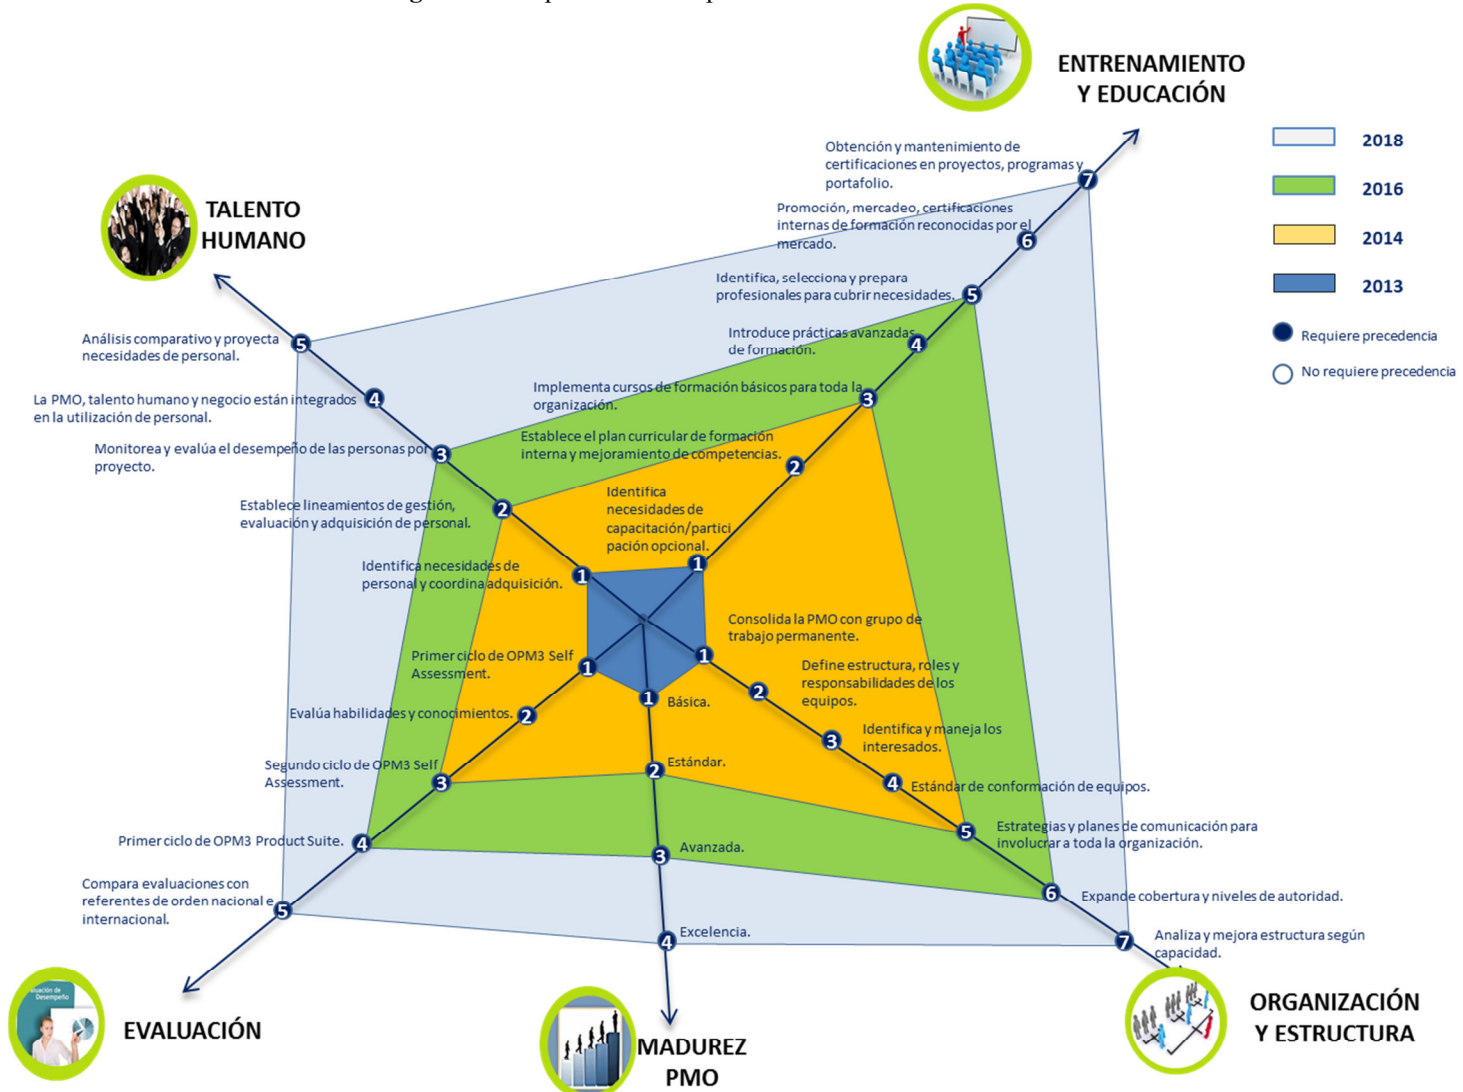 ENTRENAMIENTO
Y EDUCACIÓN
2018
2016
2014
2013
Requiere precedencia
No requiere precedencia
Obtención y mantenimiento de
certificaciones en proyectos, programas y
portafolio.
7
Promoción, mercadeo, certificaciones
internas de formación reconocidas por el
mercado.
6
Identifica, selecciona y prepara
profesionales para cubrir necesidades.
5
Introduce prácticas avanzadas
de formación.
4
Implementa cursos de formación básicos para toda la
organización.
3
Establece el plan curricular de formación
interna y mejoramiento de competencias.
2
Identifica
necesidades de
capacitación/partici
pación opcional.
1
TALENTO
HUMANO
Análisis comparativo y proyecta
necesidades de personal.
5
La PMO, talento humano y negocio están integrados
en la utilización de personal.
4
Monitorea y evalúa el desempeño de las personas por
proyecto.
3
Establece lineamientos de gestión,
evaluación y adquisición de personal.
2
Identifica necesidades de
personal y coordina adquisición.
1
Consolida la PMO con grupo de
trabajo permanente.
1
Define estructura, roles y
responsabilidades de los
equipos.
2
Identifica y maneja los
interesados.
3
Estándar de conformación de equipos.
4
Estrategias y planes de comunicación para
involucrar a toda la organización.
5
Expande cobertura y niveles de autoridad.
6
Analiza y mejora estructura según
capacidad.
7
ORGANIZACIÓN
Y ESTRUCTURA
Primer ciclo de OPM3 Self
Assessment.
1
Evalúa habilidades y conocimientos.
2
Segundo ciclo de OPM3 Self
Assessment.
3
Primer ciclo de OPM3 Product Suite.
4
Compara evaluaciones con
referentes de orden nacional e
internacional.
5
Desempeño
EVALUACIÓN
Básica.
1
Estándar.
2
Avanzada.
3
Excelencia.
4
MADUREZ
PMO